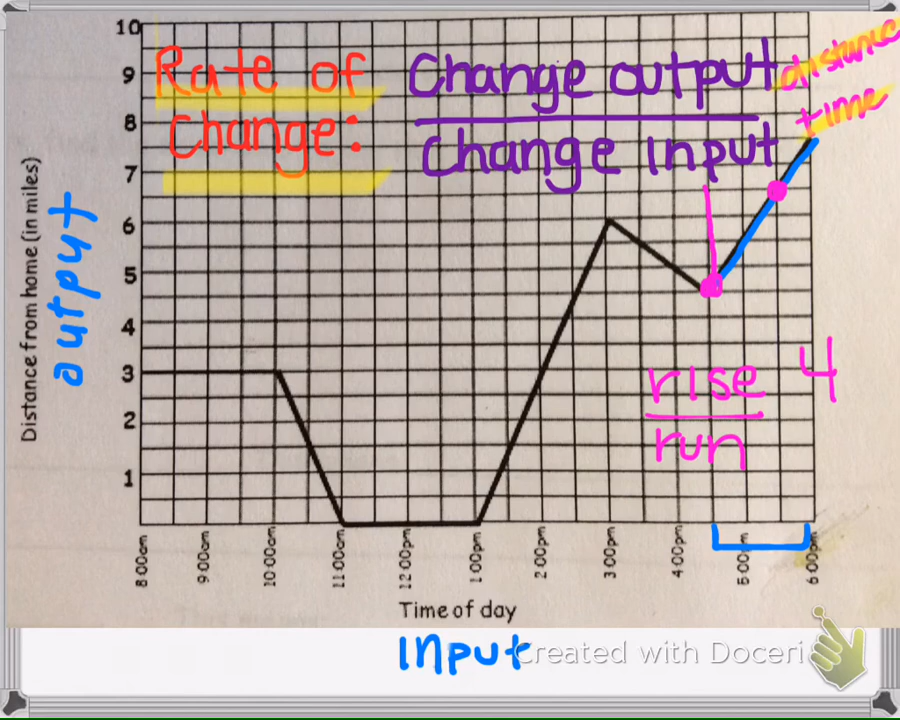 10
9
8
7
6
5
4
3
2
1
Distance from home (in miles)
output
Rate of
Change:
Change output
Change input
distance
time
rise
run
4
8:00am
9:00am
10:00am
11:00am
12:00pm
1:00pm
2:00pm
3:00pm
4:00pm
5:00pm
6:00pm
Time of day
Input
Created with Doceri